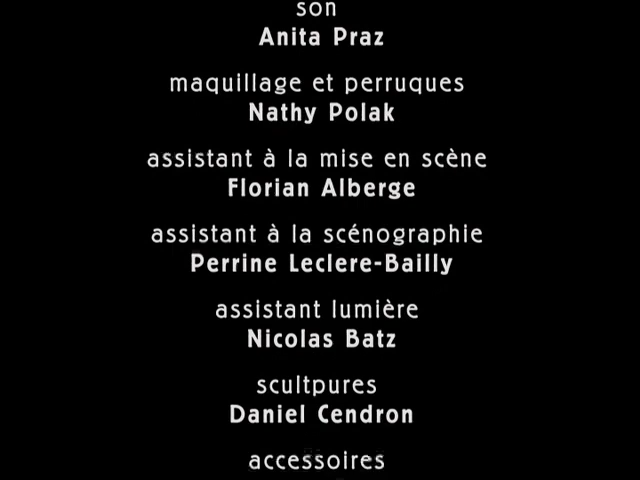 son
Anita Praz
maquillage et perruques
Nathy Polak
assistant à la mise en scène
Florian Alberge
assistant à la scénographie
Perrine Leclere-Bailly
assistant lumière
Nicolas Batz
scultpures
Daniel Cendron
accessoires